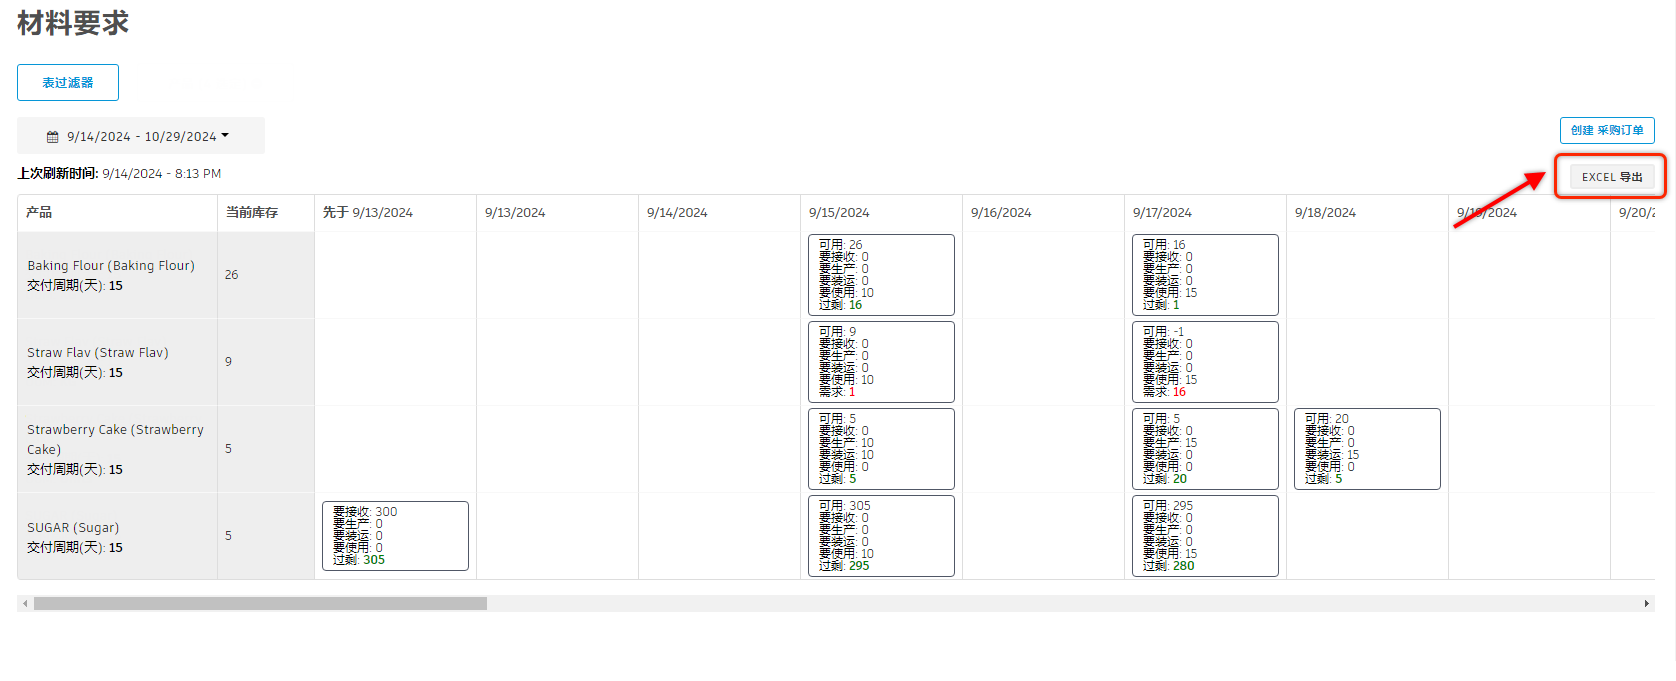 材料要求
表过滤器
9/14/2024 - 10/29/2024
创建 采购订单
上次刷新时间: 9/14/2024 - 8:13 PM
EXCEL 导出
产品 当前库存 先于 9/13/2024 9/13/2024 9/14/2024 9/15/2024 9/16/2024 9/17/2024 9/18/2024 9/19/2024 9/20/2
Baking Flour (Baking Flour)
交付周期(天): 15
26
可用: 26
要接收: 0
要生产: 0
要装运: 0
要使用: 10
过剩: 16
可用: 16
要接收: 0
要生产: 0
要装运: 0
要使用: 15
过剩: 1
Straw Flav (Straw Flav)
交付周期(天): 15
9
可用: 9
要接收: 0
要生产: 0
要装运: 0
要使用: 10
需求: 1
可用: -1
要接收: 0
要生产: 0
要装运: 0
要使用: 15
需求: 16
Strawberry Cake (Strawberry
Cake)
交付周期(天): 15
5
可用: 5
要接收: 0
要生产: 10
要装运: 10
要使用: 0
过剩: 5
可用: 5
要接收: 0
要生产: 15
要装运: 0
要使用: 0
过剩: 20
可用: 20
要接收: 0
要生产: 0
要装运: 15
要使用: 0
过剩: 5
SUGAR (Sugar)
交付周期(天): 15
5
要接收: 300
要生产: 0
要装运: 0
要使用: 0
过剩: 305
可用: 305
要接收: 0
要生产: 0
要装运: 0
要使用: 10
过剩: 295
可用: 295
要接收: 0
要生产: 0
要装运: 0
要使用: 15
过剩: 280